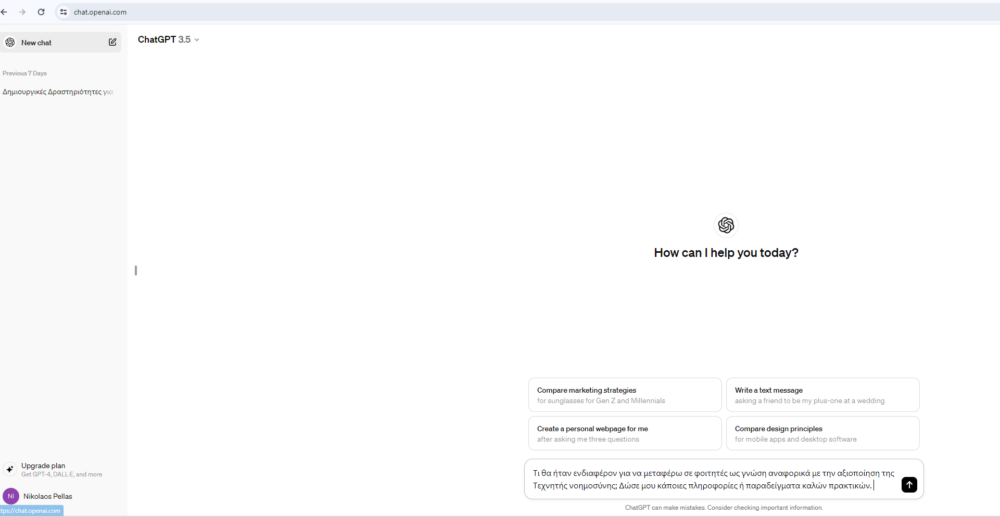 chat.openai.com
New chat
ChatGPT 3.5
Previous 7 Days
Δημιουργικές Δραστηριότητες για
How can I help you today?
Compare marketing strategies
for sunglasses for Gen Z and Millennials
Write a text message
asking a friend to be my plus-one at a wedding
Create a personal webpage for me
after asking me three questions
Compare design principles
for mobile apps and desktop software
Upgrade plan
Get GPT-4, DALL·E, and more
Τι θα ήταν ενδιαφέρον για να μεταφέρω σε φοιτητές ως γνώση αναφορικά με την αξιοποίηση της
Τεχνητής νοημοσύνης; Δώσε μου κάποιες πληροφορίες ή παραδείγματα καλών πρακτικών.
NI
Nikolaos Pellas
ttps://chat.openai.com
ChatGPT can make mistakes. Consider checking important information.